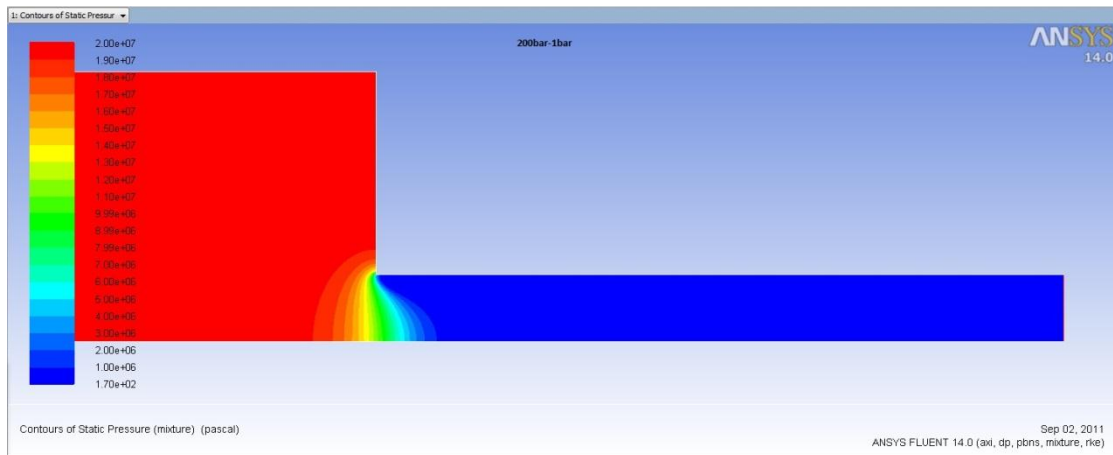 1: Contours of Static Pressur
200bar-1bar
ANSYS
14.0
2.00e+07
1.90e+07
1.80e+07
1.70e+07
1.60e+07
1.50e+07
1.40e+07
1.30e+07
1.20e+07
1.10e+07
9.99e+06
8.99e+06
7.99e+06
7.00e+06
6.00e+06
5.00e+06
4.00e+06
3.00e+06
2.00e+06
1.00e+06
1.70e+02
Contours of Static Pressure (mixture) (pascal)
Sep 02, 2011
ANSYS FLUENT 14.0 (axi, dp, pbns, mixture, rke)